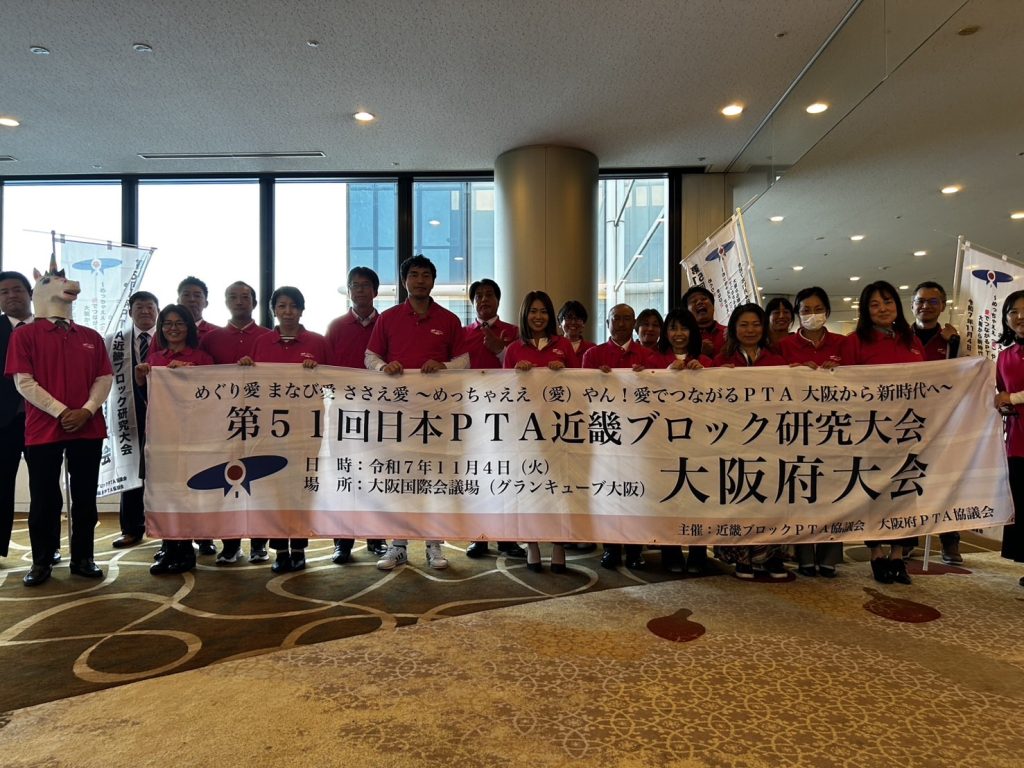 めぐり愛 まなび愛 ささえ愛 ～めっちゃええ（愛）やん！愛でつながるＰＴＡ 大阪から新時代へ～
第５１回日本ＰＴＡ近畿ブロック研究大会
日 時：令和７年１１月４日（火）
場 所：大阪国際会議場（グランキューブ大阪）
大阪府大会
主催：近畿ブロックＰＴＡ協議会 大阪府ＰＴＡ協議会
近畿ブロック研究大会